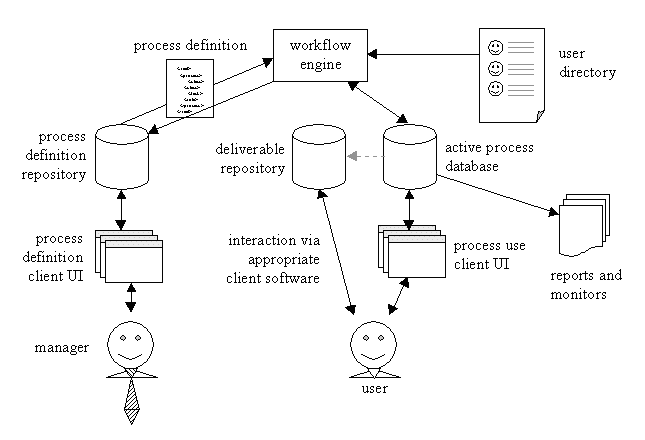 process definition
workflow
engine
user
directory
process
definition
repository
deliverable
repository
active process
database
process
definition
client UI
interaction via
appropriate
client software
process use
client UI
reports and
monitors
manager
user